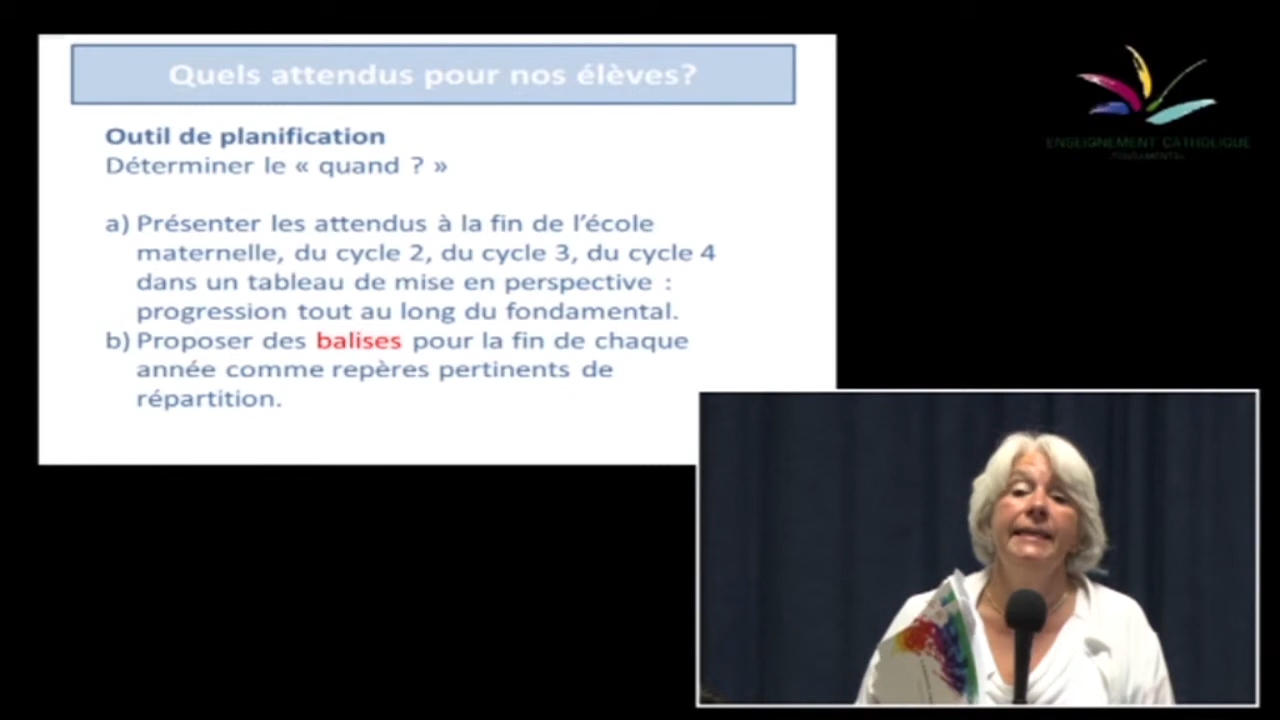 Quels attendus pour nos élèves?
Outil de planification
Déterminer le « quand ? »
a) Présenter les attendus à la fin de l'école
maternelle, du cycle 2, du cycle 3, du cycle 4
dans un tableau de mise en perspective :
progression tout au long du fondamental.
b) Proposer des balises pour la fin de chaque
année comme repères pertinents de
répartition.
ENSEIGNEMENT CATHOLIQUE